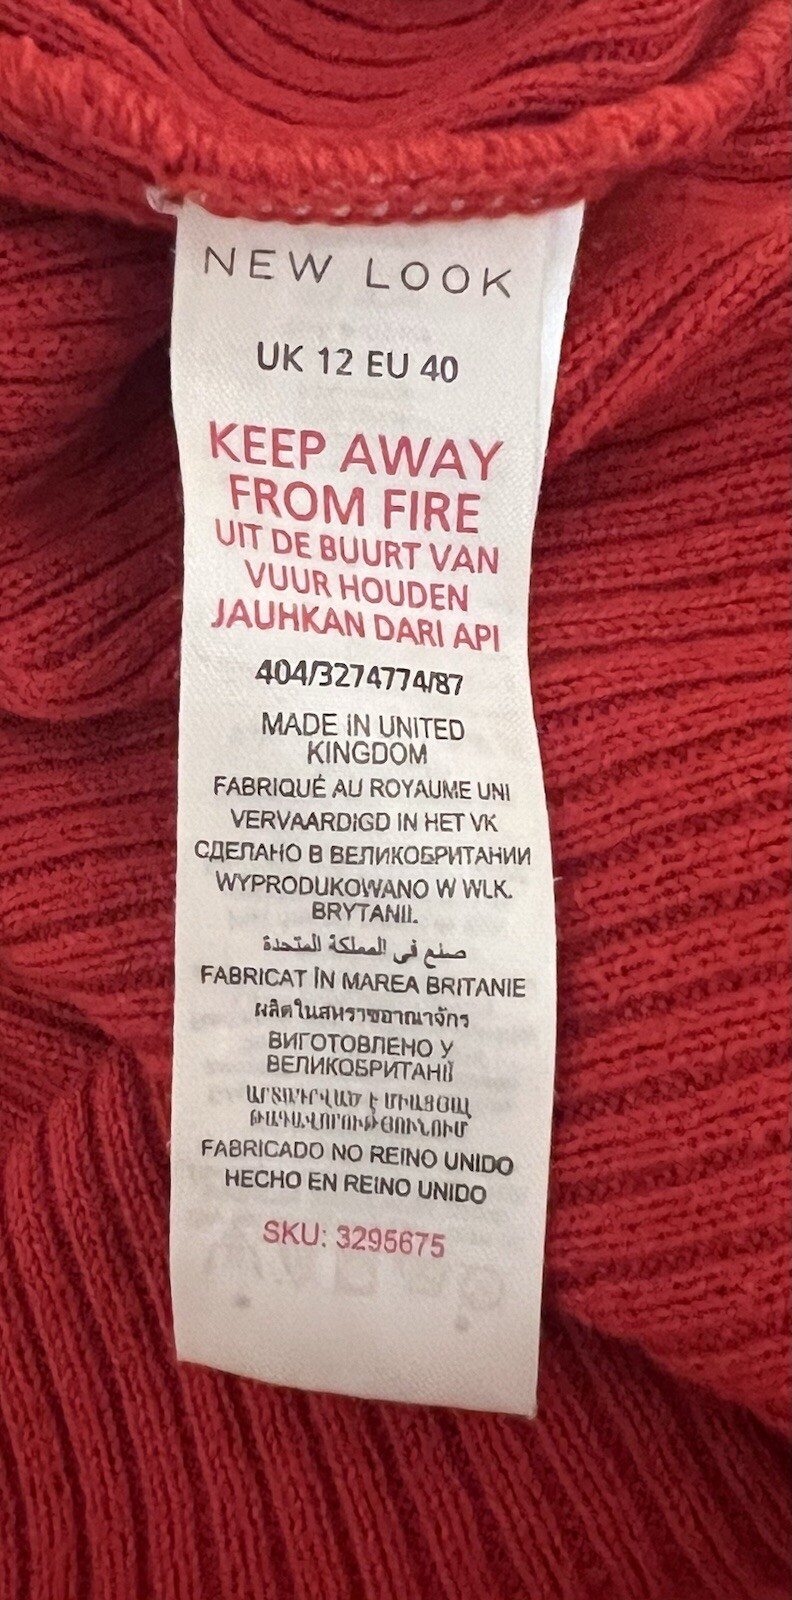 NEW LOOK
UK 12 EU 40
KEEP AWAY
FROM FIRE
UIT DE BUURT VAN
VUUR HOUDEN
JAUHKAN DARI API
404/3274774/87
MADE IN UNITED
KINGDOM
FABRIQUÉ AU ROYAUME UNI
VERVAARDIGD IN HET VK
СДЕЛАНО В ВЕЛИКОБРИТАНИИ
WYPRODUKOWANO W WLK.
BRYTANII.
صنع في المملكة المتحدة
FABRICAT ÎN MAREA BRITANIE
ผลิตในสหราชอาณาจักร
ВИГОТОВЛЕНО У
ВЕЛИКОБРИТАНІЇ
ԱՐՏԱԴՐՎԱԾ Է ՄԻԱՑՅԱԼ
ԹԱԳԱՎՈՐՈՒԹՅՈՒՆՈՒՄ
FABRICADO NO REINO UNIDO
HECHO EN REINO UNIDO
SKU: 3295675